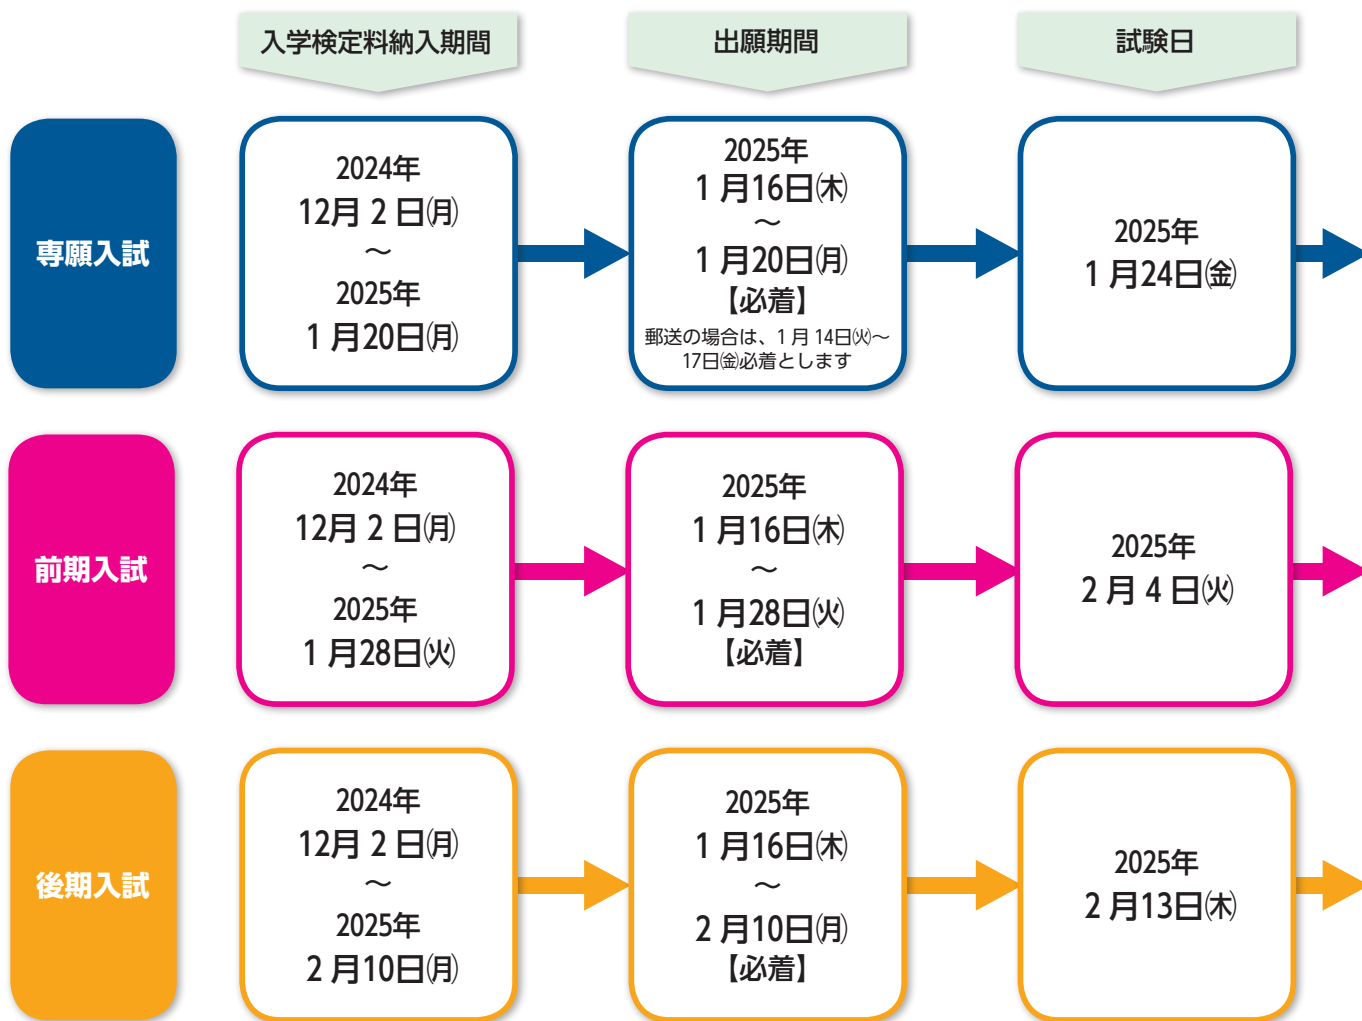 入学検定料納入期間
出願期間
試験日
専願入試
2024年
12月 2 日㈪
～
2025年
1 月20日㈪
2025年
1 月16日㈭
～
1 月20日㈪
【必着】
郵送の場合は、1 月 14日㈫～
17日㈮必着とします
2025年
1 月24日㈮
前期入試
2024年
12月 2 日㈪
～
2025年
1 月28日㈫
2025年
1 月16日㈭
～
1 月28日㈫
【必着】
2025年
2 月 4 日㈫
後期入試
2024年
12月 2 日㈪
～
2025年
2 月10日㈪
2025年
1 月16日㈭
～
2 月10日㈪
【必着】
2025年
2 月13日㈭